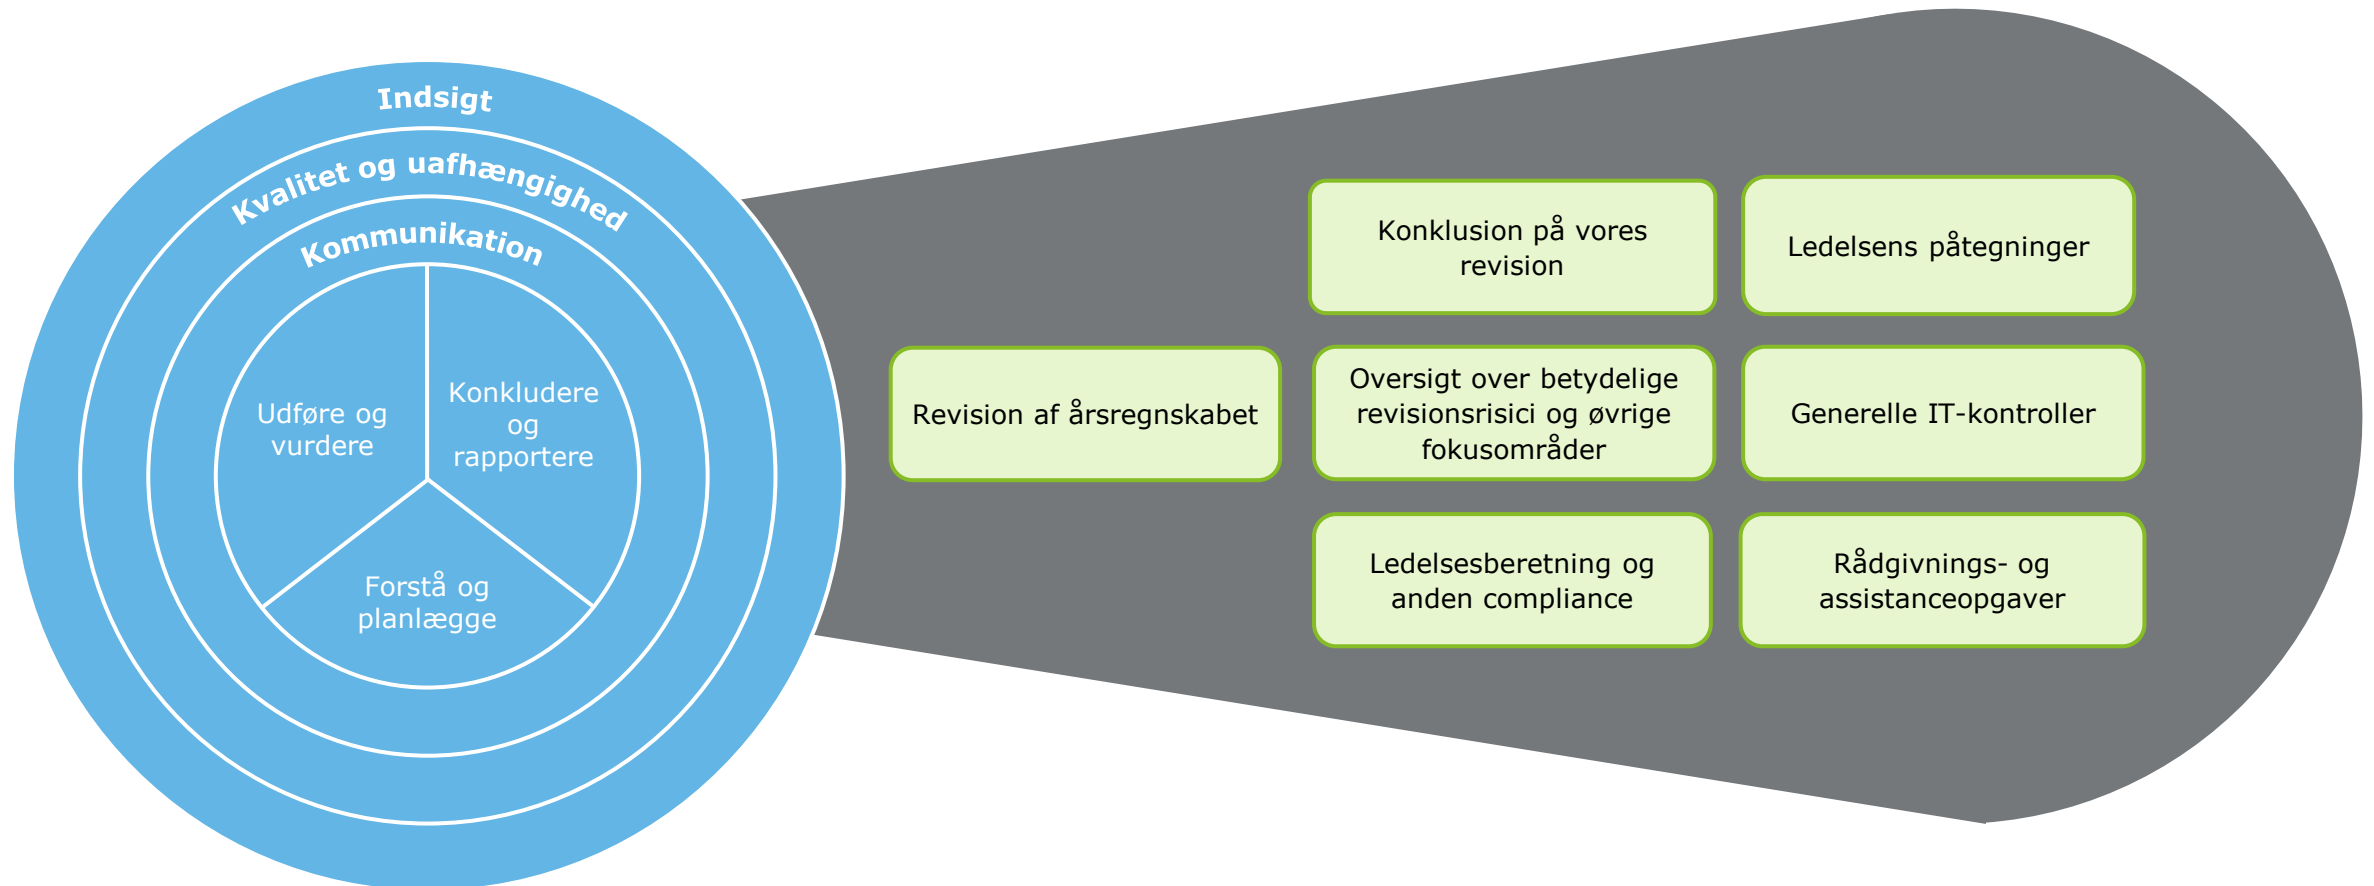 Indsigt
Kvalitet og uafhængighed
Kommunikation
Udføre og
vurdere
Konkludere
og
rapportere
Forstå og
planlægge
Revision af årsregnskabet
Konklusion på vores
revision
Oversigt over betydelige
revisionsrisici og øvrige
fokusområder
Ledelsesberetning og
anden compliance
Ledelsens påtegninger
Generelle IT-kontroller
Rådgivnings- og
assistanceopgaver